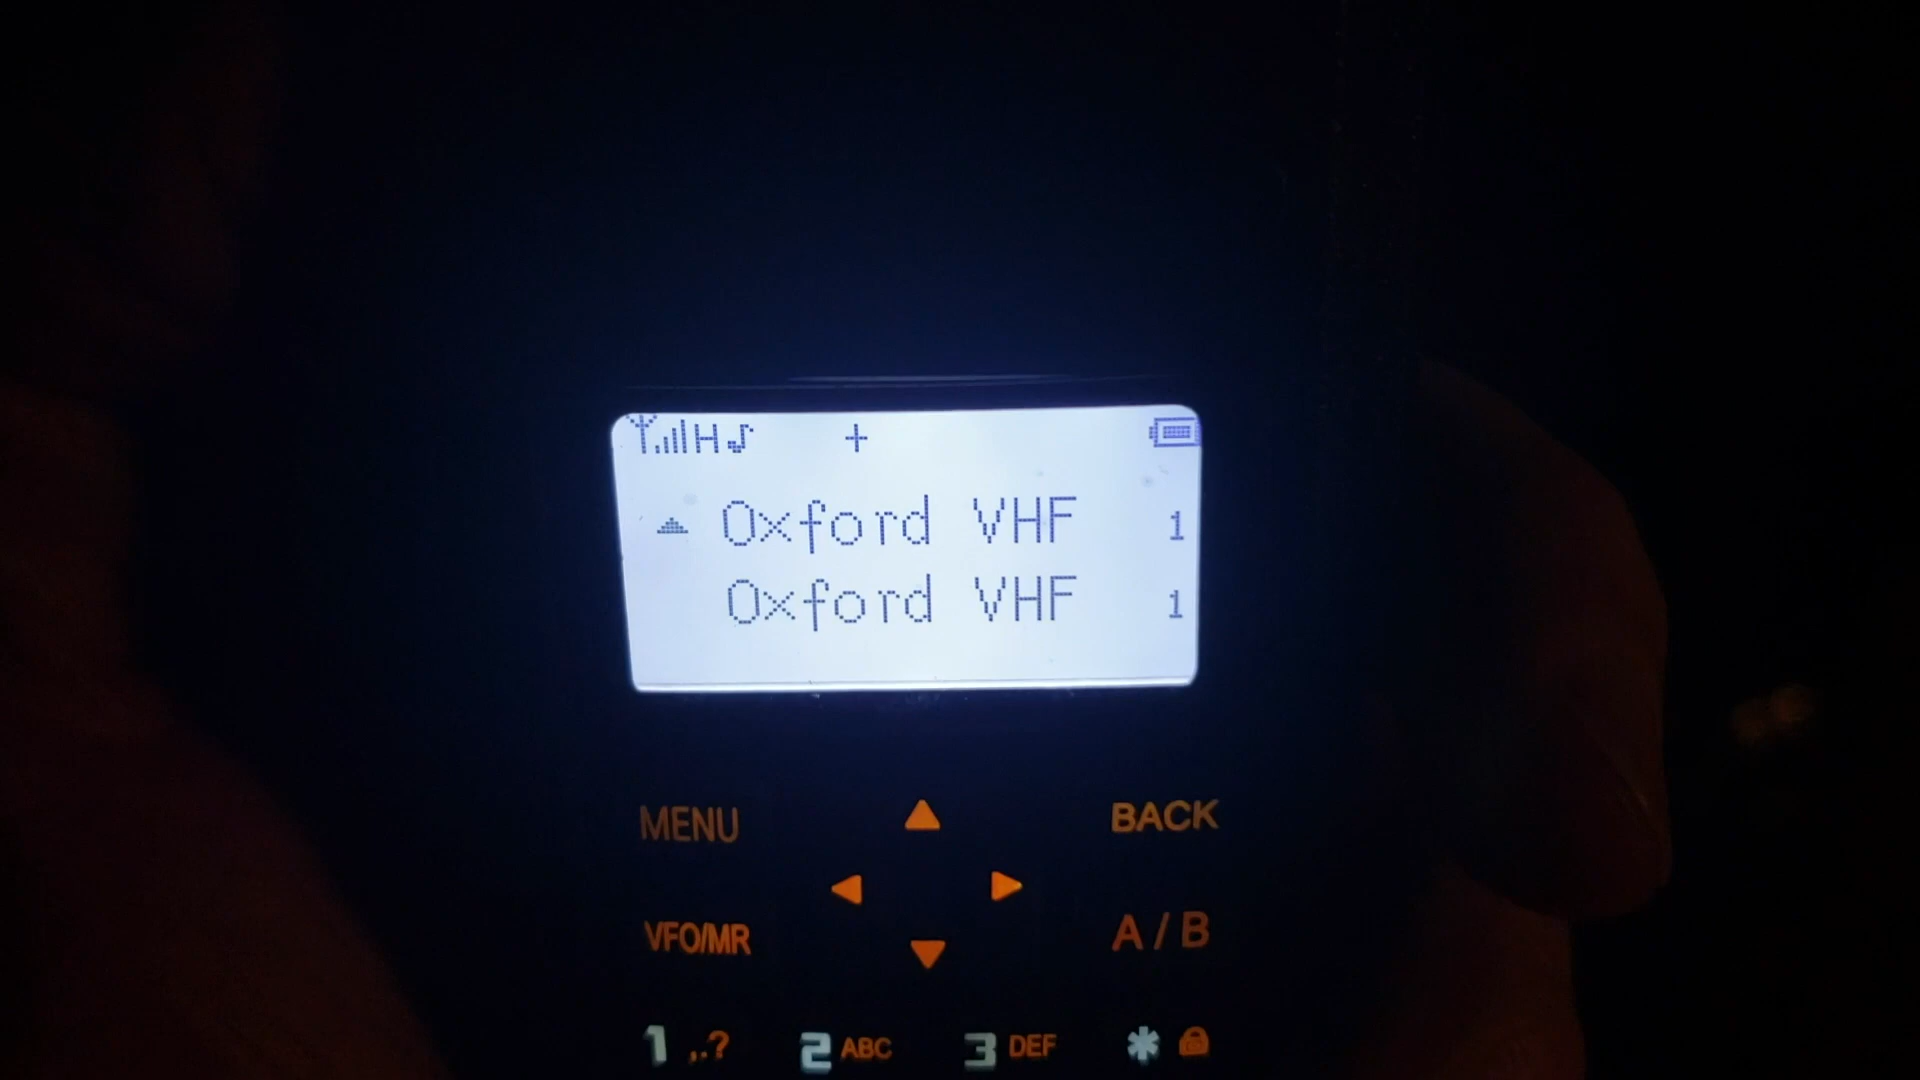 H +
Oxford VHF 1
Oxford VHF 1
MENU BACK
VFO/MR A / B
1 ,.? 2 ABC 3 DEF *